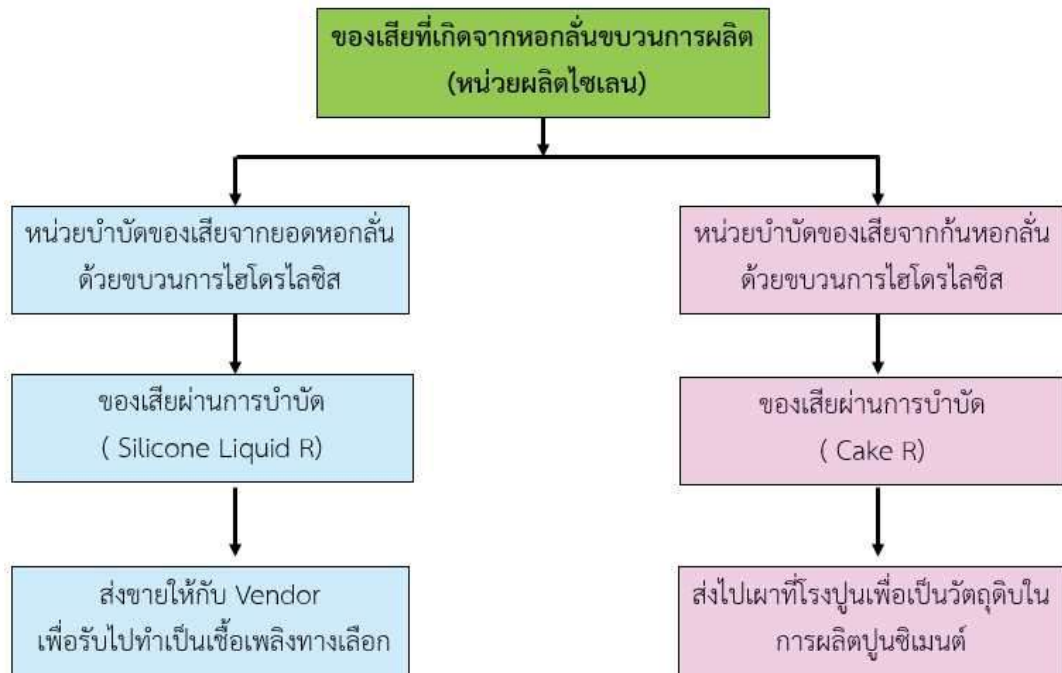 ของเสียที่เกิดจากหอกลั่นขบวนการผลิต
(หน่วยผลิตไซเลน)
หน่วยบำบัดของเสียจากยอดหอกลั่น
ด้วยขบวนการไฮโดรไลซิส
ของเสียผ่านการบำบัด
( Silicone Liquid R)
ส่งขายให้กับ Vendor
เพื่อรับไปทำเป็นเชื้อเพลิงทางเลือก
หน่วยบำบัดของเสียจากก้นหอกลั่น
ด้วยขบวนการไฮโดรไลซิส
ของเสียผ่านการบำบัด
( Cake R)
ส่งไปเผาที่โรงปูนเพื่อเป็นวัตถุดิบใน
การผลิตปูนซิเมนต์